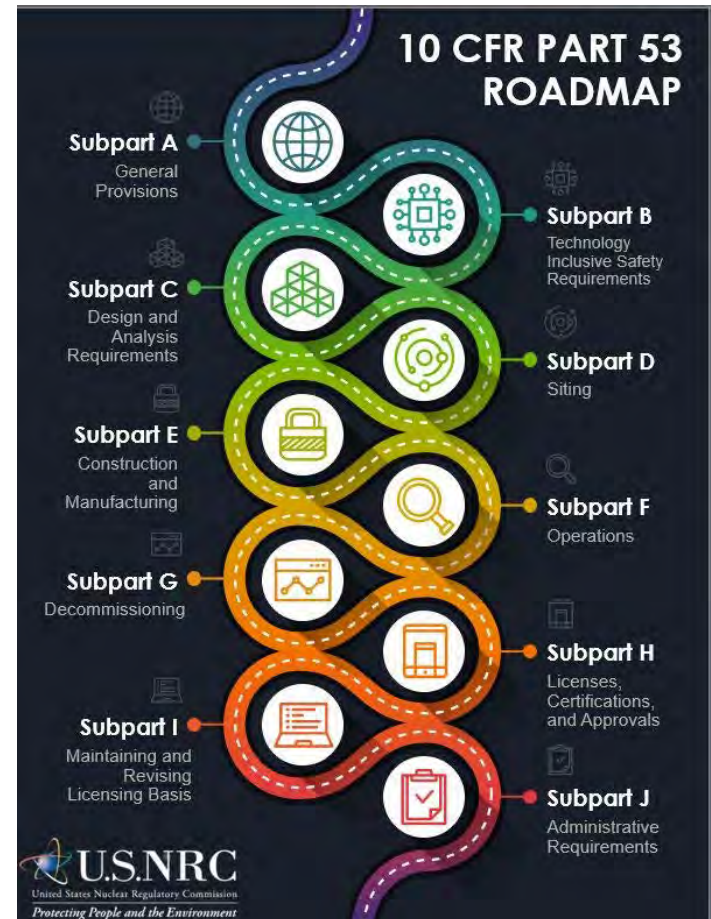 10 CFR PART 53
ROADMAP
Subpart A
General
Provisions
Subpart B
Technology
Inclusive Safety
Requirements
Subpart C
Design and
Analysis
Requirements
Subpart D
Siting
Subpart E
Construction
and
Manufacturing
Subpart F
Operations
Subpart G
Decommissioning
Subpart H
Licenses,
Certifications,
and Approvals
Subpart I
Maintaining and
Revising
Licensing Basis
Subpart J
Administrative
Requirements
U.S.NRC
United States Nuclear Regulatory Commission
Protecting People and the Environment